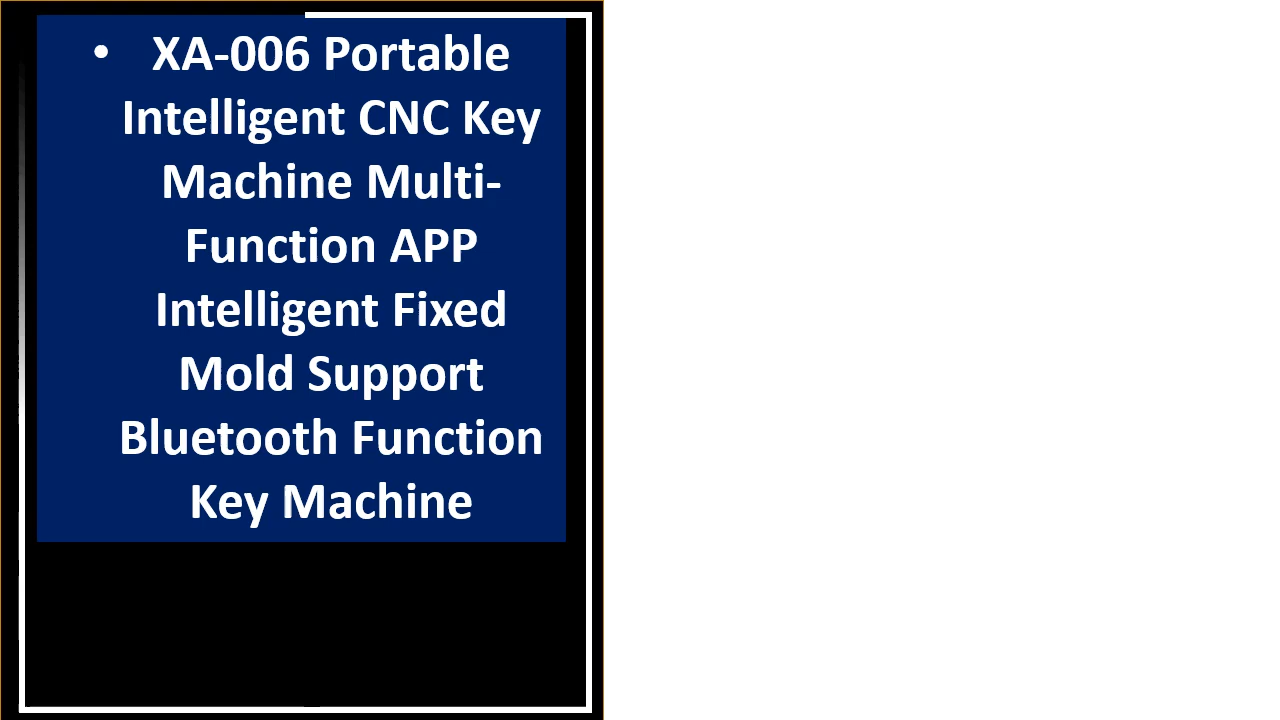 • XA-006 Portable
Intelligent CNC Key
Machine Multi-
Function APP
Intelligent Fixed
Mold Support
Bluetooth Function
Key Machine